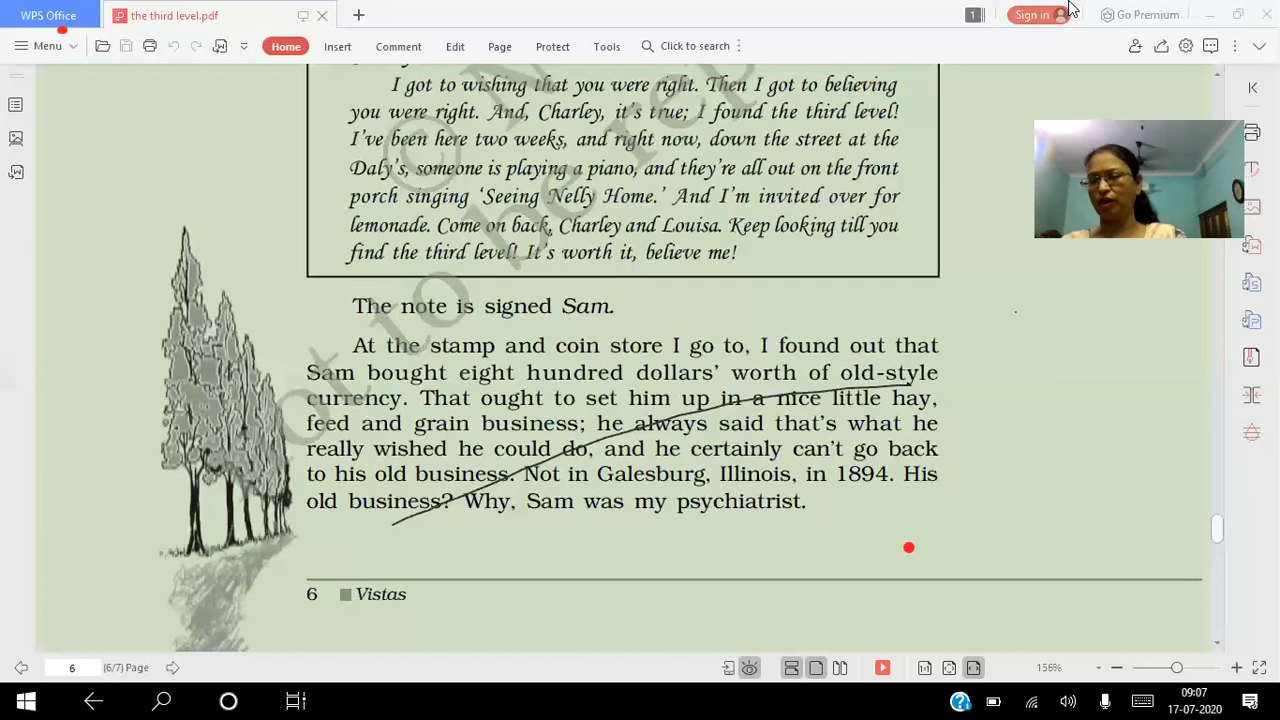 WPS Office
the third level.pdf
1
Sign in
Go Premium
Menu
Home
Insert
Comment
Edit
Page
Protect
Tools
Click to search
I got to wishing that you were right. Then I got to believing
you were right. And, Charley, it's true; I found the third level!
I've been here two weeks, and right now, down the street at the
Daly's, someone is playing a piano, and they're all out on the front
porch singing 'Seeing Nelly Home.' And I'm invited over for
lemonade. Come on back, Charley and Louisa. Keep looking till you
find the third level! It's worth it, believe me!
The note is signed Sam.
At the stamp and coin store I go to, I found out that
Sam bought eight hundred dollars' worth of old-style
currency. That ought to set him up in a nice little hay,
feed and grain business; he always said that's what he
really wished he could do, and he certainly can't go back
to his old business. Not in Galesburg, Illinois, in 1894. His
old business? Why, Sam was my psychiatrist.
6 Vistas
© N
not to be rep
6
(6/7) Page
156%
09:07
17-07-2020